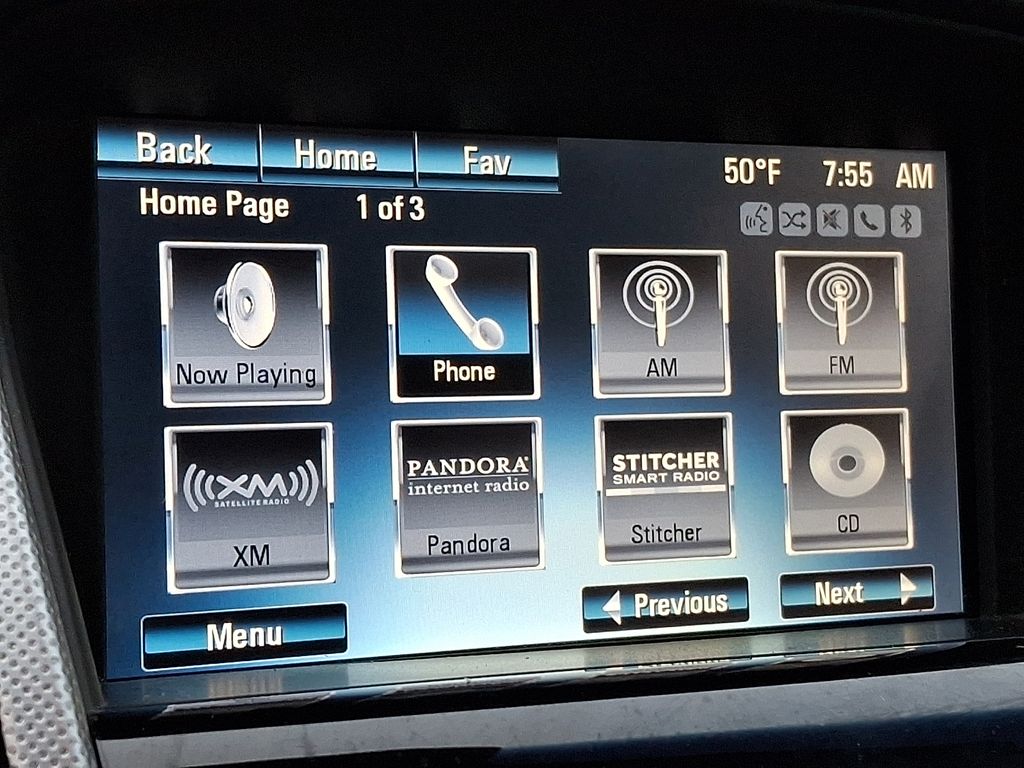 Back Home Fav
50°F 7:55 AM
Home Page 1 of 3
Now Playing
Phone
AM
FM
XM
SATELLITE RADIO
XM
PANDORA
internet radio
Pandora
STITCHER
SMART RADIO
Stitcher
CD
Previous
Next
Menu